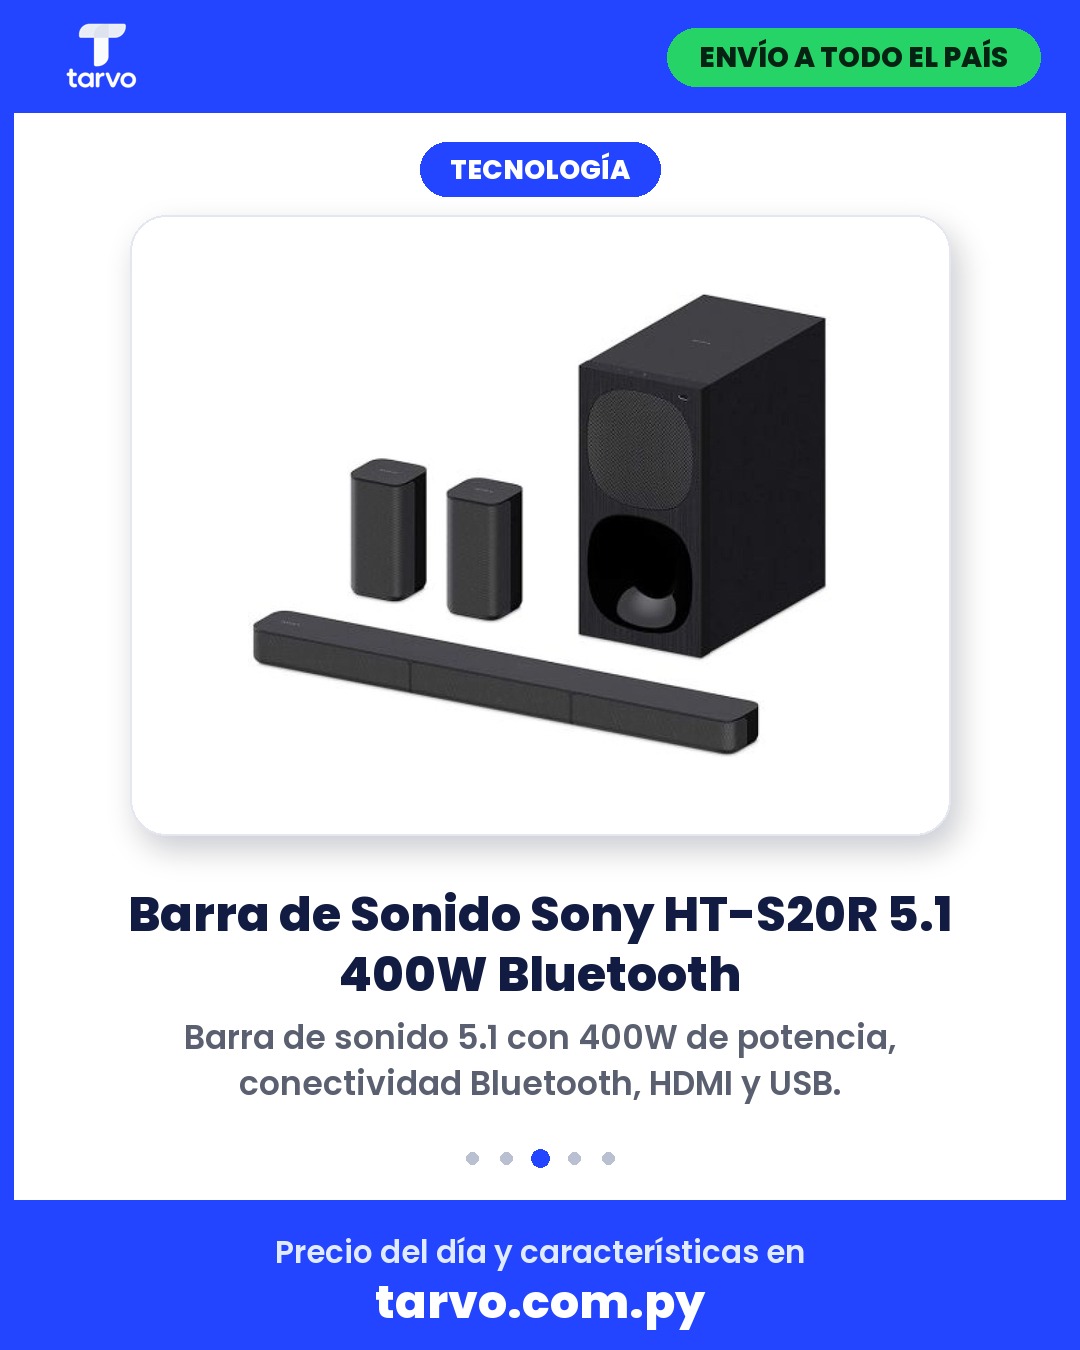 tarvo
ENVÍO A TODO EL PAÍS
TECNOLOGÍA
Barra de Sonido Sony HT-S20R 5.1
400W Bluetooth
Barra de sonido 5.1 con 400W de potencia,
conectividad Bluetooth, HDMI y USB.
Precio del día y características en
tarvo.com.py